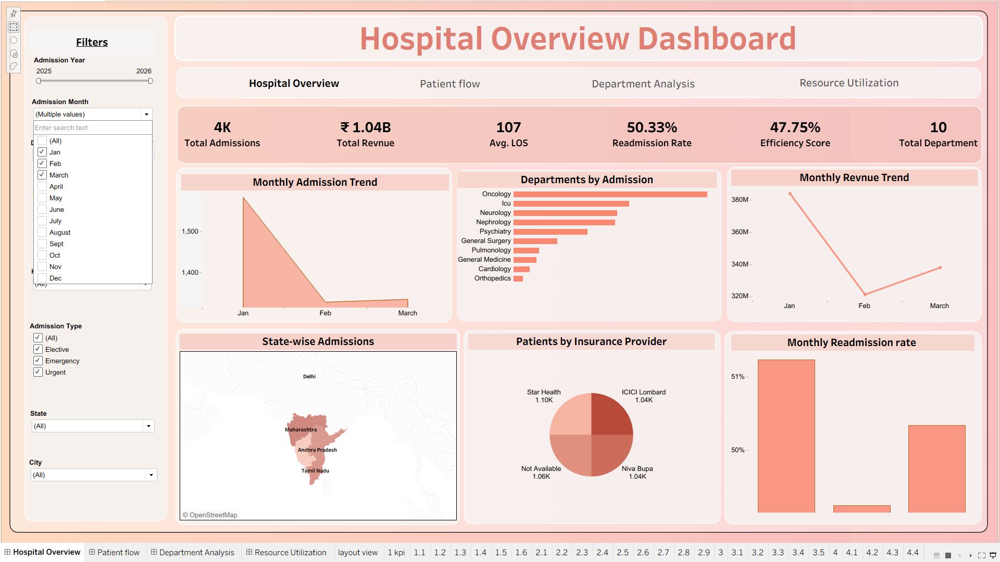 Filters
Admission Year
2025 2026
Admission Month
(Multiple values)
Enter search text
(All)
Jan
Feb
March
April
May
June
July
August
Sept
Oct
Nov
Dec
(All)
Admission Type
(All)
Elective
Emergency
Urgent
State
(All)
City
(All)
Hospital Overview Dashboard
Hospital Overview Patient flow Department Analysis Resource Utilization
4K ₹ 1.04B 107 50.33% 47.75% 10
Total Admissions Total Revnue Avg. LOS Readmission Rate Efficiency Score Total Department
Monthly Admission Trend
1,500
1,400
Jan Feb March
Departments by Admission
Oncology
Icu
Neurology
Nephrology
Psychiatry
General Surgery
Pulmonology
General Medicine
Cardiology
Orthopedics
Monthly Revnue Trend
380M
360M
340M
320M
Jan Feb March
State-wise Admissions
Delhi
Maharashtra
Andhra Pradesh
Tamil Nadu
© OpenStreetMap
Patients by Insurance Provider
Star Health ICICI Lombard
1.10K 1.04K
Not Available Niva Bupa
1.06K 1.04K
Monthly Readmission rate
51%
50%
Hospital Overview Patient flow Department Analysis Resource Utilization layout view 1 kpi 1.1 1.2 1.3 1.4 1.5 1.6 2.1 2.2 2.3 2.4 2.5 2.6 2.7 2.8 2.9 3 3.1 3.2 3.3 3.4 3.5 4 4.1 4.2 4.3 4.4